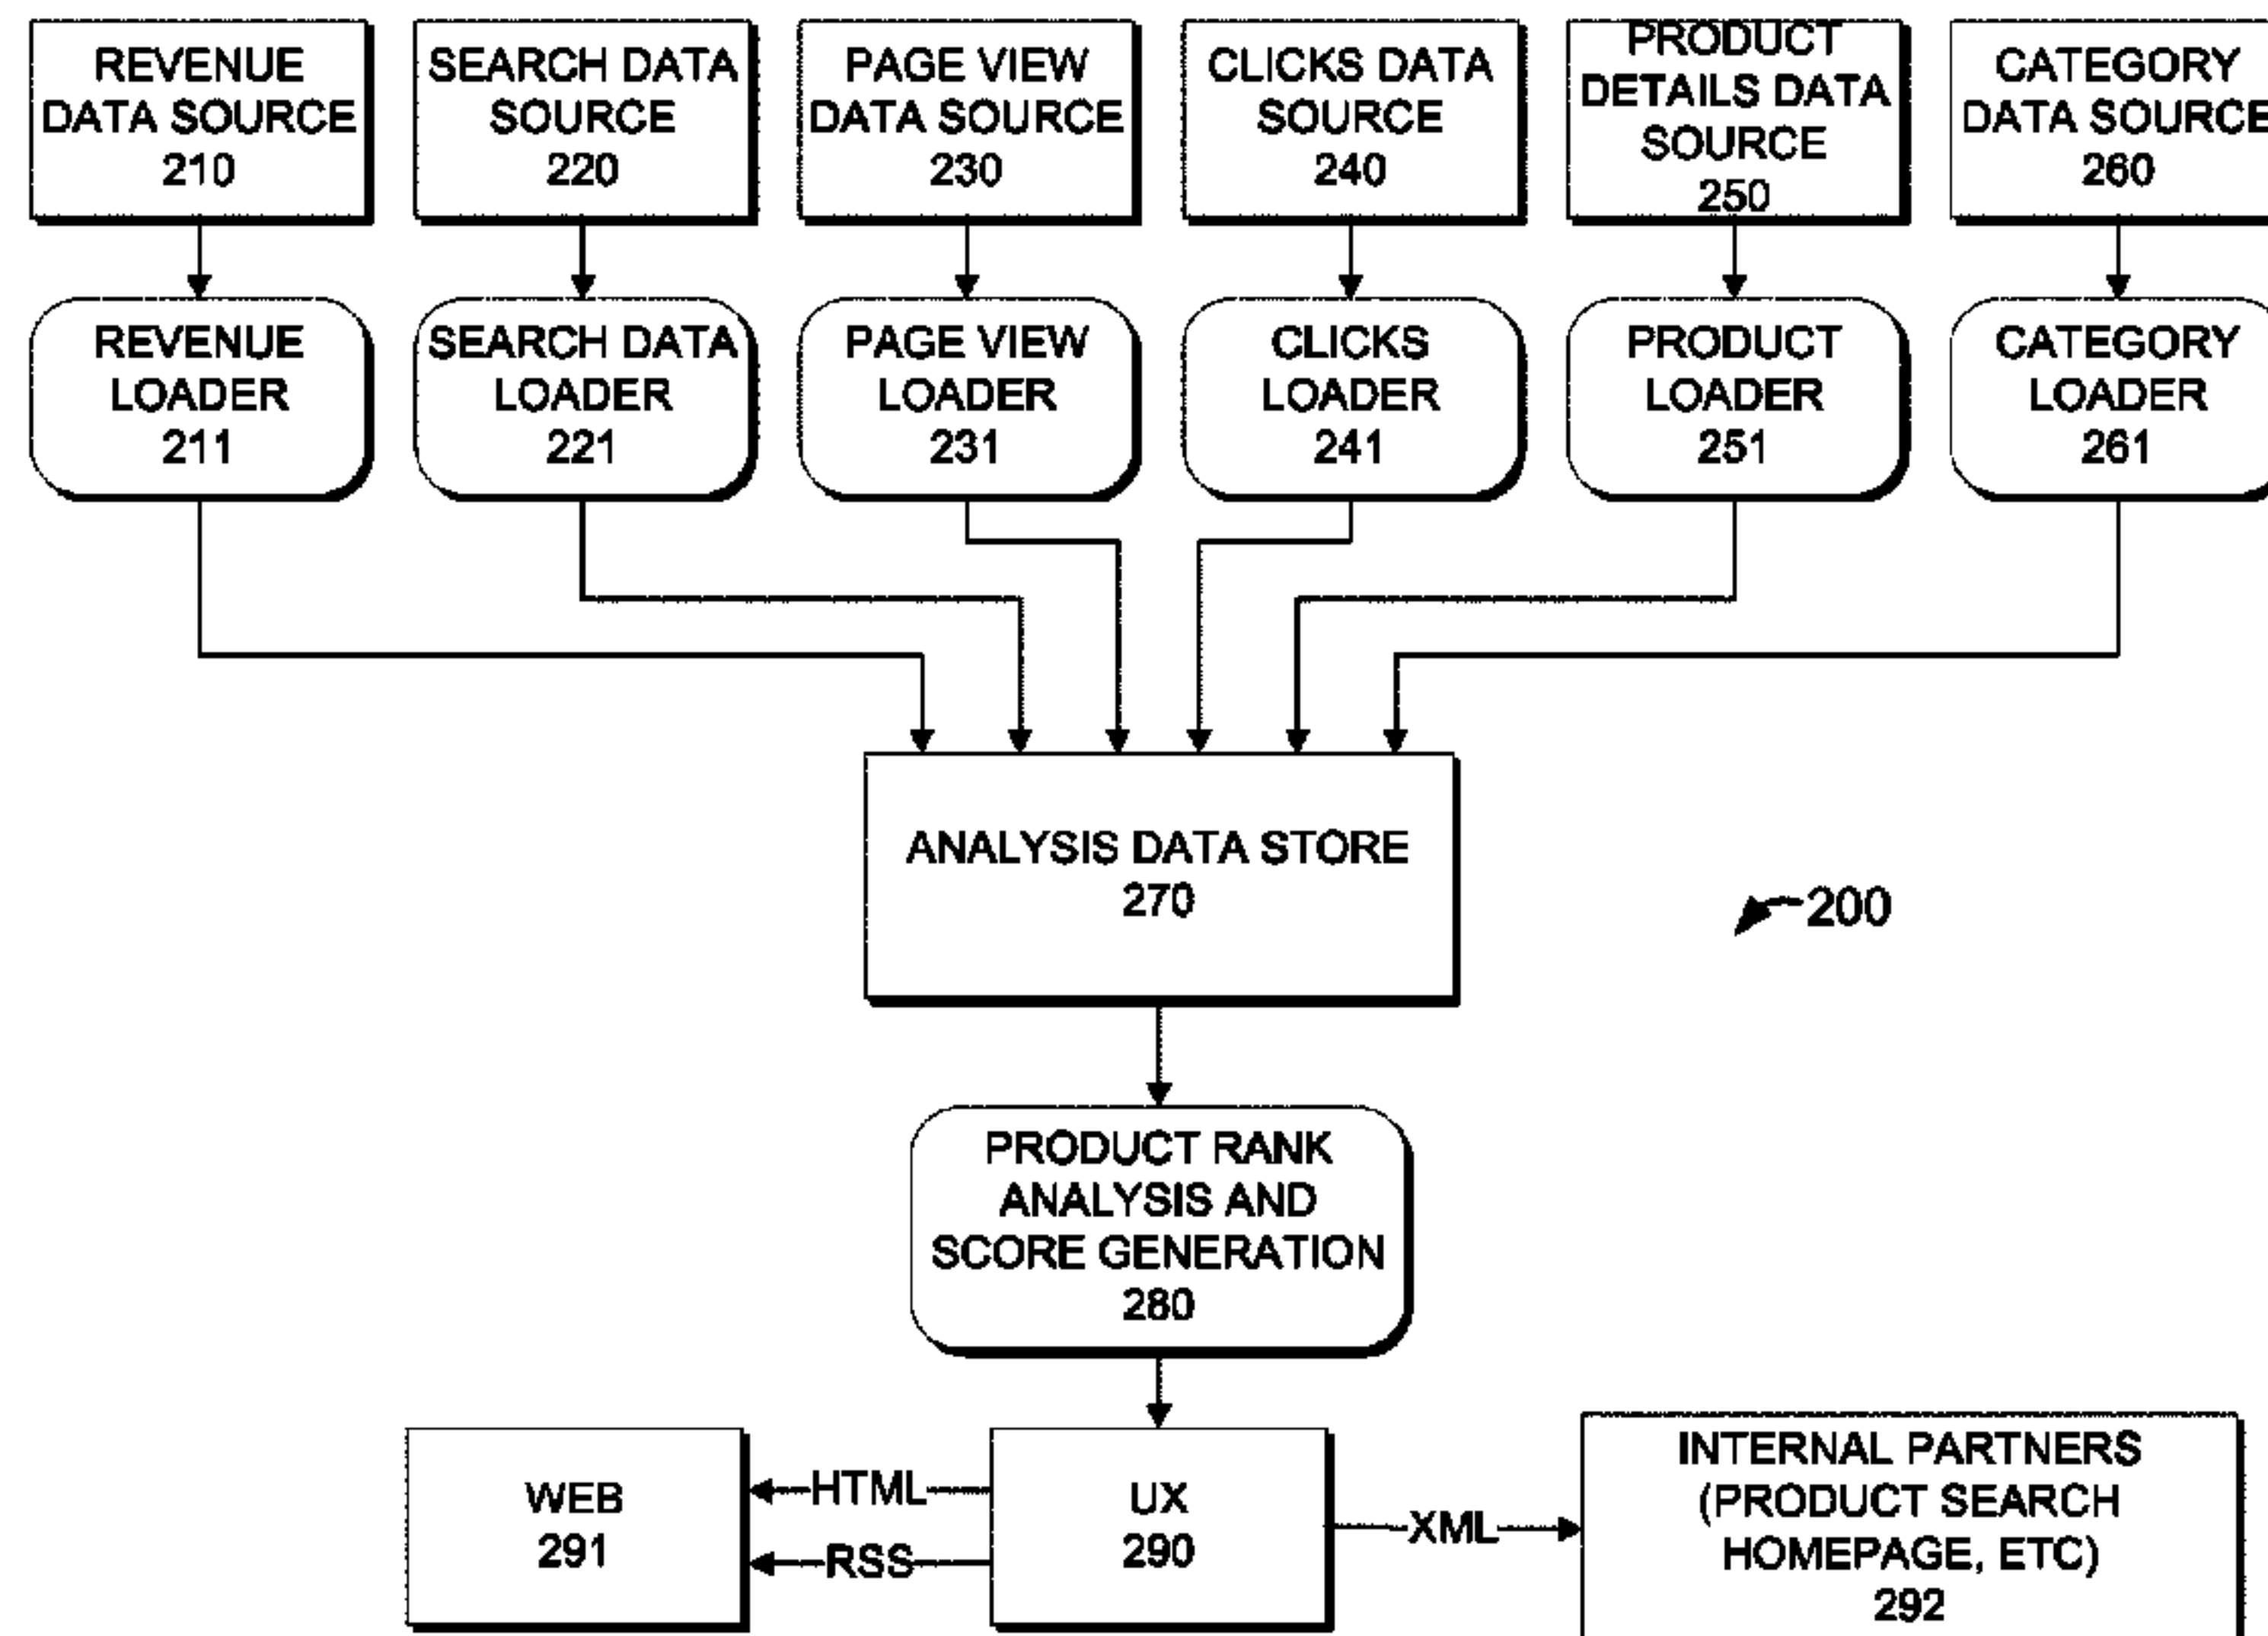 REVENUE
DATA SOURCE
210
SEARCH DATA
SOURCE
220
PAGE VIEW
DATA SOURCE
230
CLICKS DATA
SOURCE
240
PRODUCT
DETAILS DATA
SOURCE
250
CATEGORY
DATA SOURCE
260
REVENUE
LOADER
211
SEARCH DATA
LOADER
221
PAGE VIEW
LOADER
231
CLICKS
LOADER
241
PRODUCT
LOADER
251
CATEGORY
LOADER
261
ANALYSIS DATA STORE
270
200
PRODUCT RANK
ANALYSIS AND
SCORE GENERATION
280
WEB
291
HTML
RSS
UX
290
XML
INTERNAL PARTNERS
(PRODUCT SEARCH
HOMEPAGE, ETC)
292